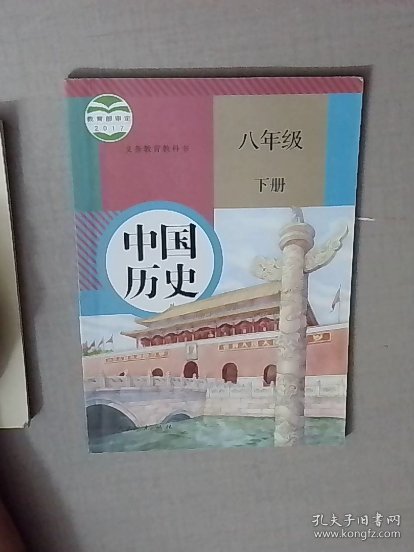 教育部审定
2017
义务教育教科书
八年级
下册
中国
历史
孔夫子旧书网
www.kongfz.com